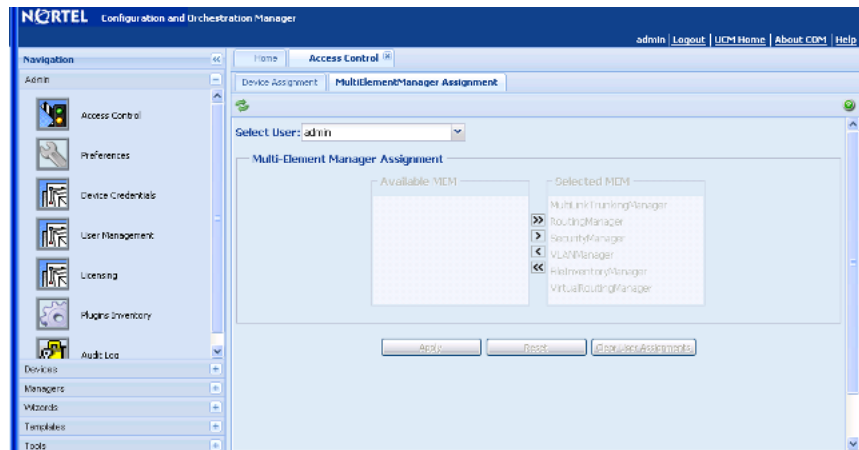 NORTEL Configuration and Orchestration Manager
admin | Logout | UCM Home | About COM | Help
Navigation
Home
Access Control
Admin
Device Assignment
MultiElementManager Assignment
Access Control
Preferences
Device Credentials
User Management
Licensing
Plugins Inventory
Audit Log
Devices
Managers
Wizards
Templates
Tools
Select User: admin
Multi-Element Manager Assignment
Available MEM
Selected MEM
MultiLinkTrunkingManager
RoutingManager
SecurityManager
VLANManager
FileInventoryManager
VirtualRoutingManager
Apply
Reset
Clear User Assignments